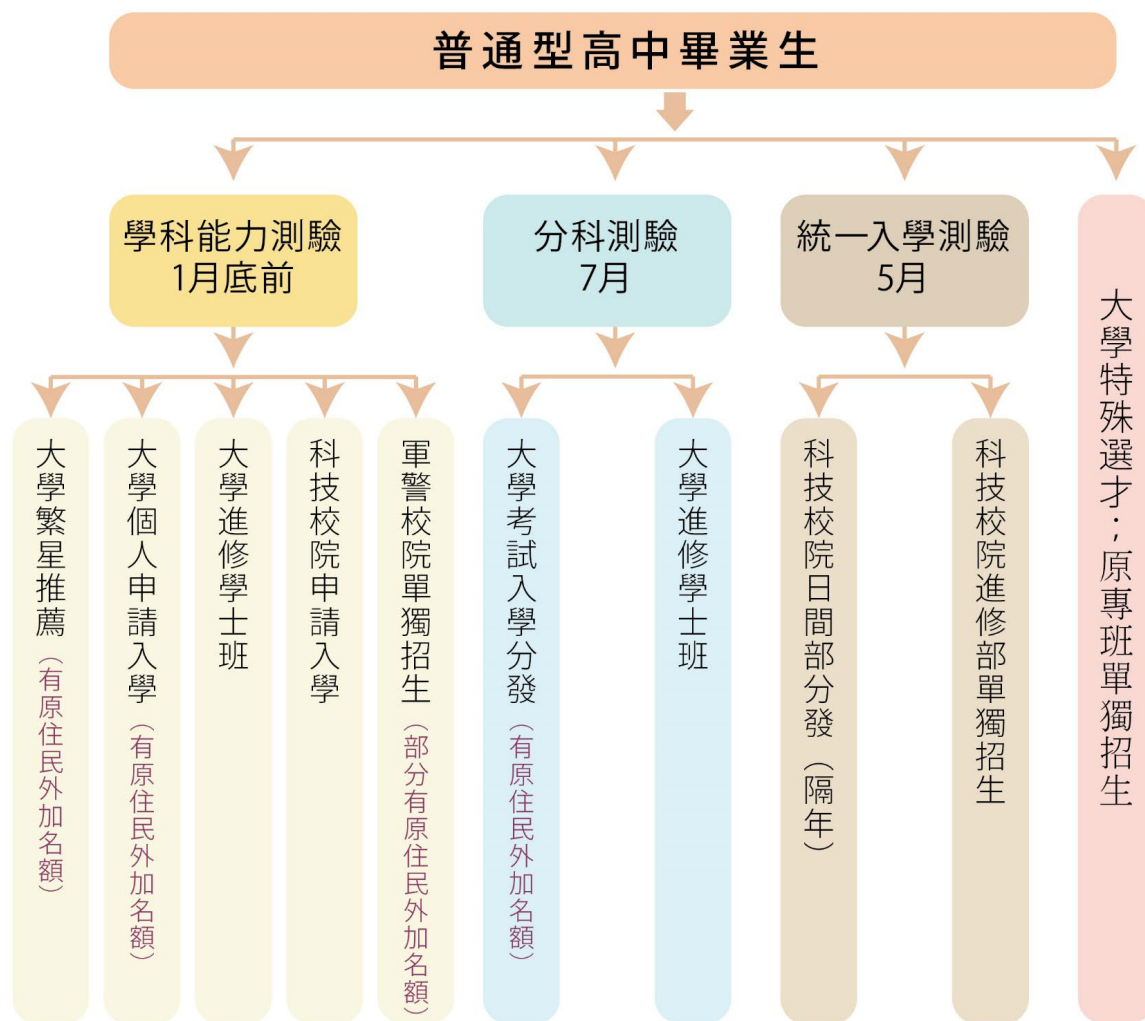 普通型高中畢業生
學科能力測驗
1月底前
分科測驗
7月
統一入學測驗
5月
大學特殊選才；原專班單獨招生
大學繁星推薦（有原住民外加名額）
大學個人申請入學（有原住民外加名額）
大學進修學士班
科技校院申請入學
軍警校院單獨招生（部分有原住民外加名額）
大學考試入學分發（有原住民外加名額）
大學進修學士班
科技校院日間部分發（隔年）
科技校院進修部單獨招生